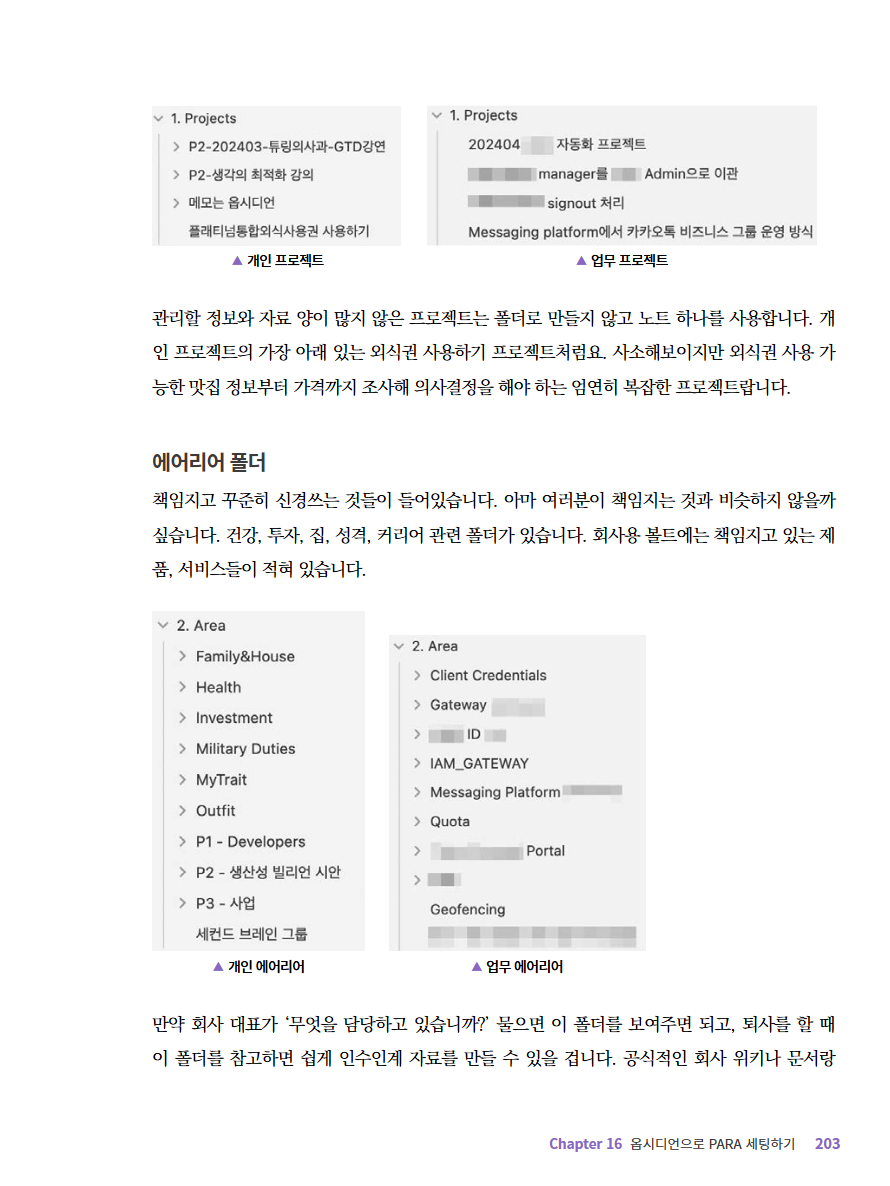 1. Projects
P2-202403-튜링의사과-GTD강연
P2-생각의 최적화 강의
메모는 옵시디언
플래티넘통합외식사용권 사용하기
▲ 개인 프로젝트
1. Projects
202404 자동화 프로젝트
manager를 Admin으로 이관
signout 처리
Messaging platform에서 카카오톡 비즈니스 그룹 운영 방식
▲ 업무 프로젝트
관리할 정보와 자료 양이 많지 않은 프로젝트는 폴더로 만들지 않고 노트 하나를 사용합니다. 개
인 프로젝트의 가장 아래 있는 외식권 사용하기 프로젝트처럼요. 사소해보이지만 외식권 사용 가
능한 맛집 정보부터 가격까지 조사해 의사결정을 해야 하는 엄연히 복잡한 프로젝트랍니다.
에어리어 폴더
책임지고 꾸준히 신경쓰는 것들이 들어있습니다. 아마 여러분이 책임지는 것과 비슷하지 않을까
싶습니다. 건강, 투자, 집, 성격, 커리어 관련 폴더가 있습니다. 회사용 볼트에는 책임지고 있는 제
품, 서비스들이 적혀 있습니다.
2. Area
Family&House
Health
Investment
Military Duties
MyTrait
Outfit
P1 - Developers
P2 - 생산성 빌리언 시안
P3 - 사업
세컨드 브레인 그룹
▲ 개인 에어리어
2. Area
Client Credentials
Gateway
ID
IAM_GATEWAY
Messaging Platform
Quota
Portal
Geofencing
▲ 업무 에어리어
만약 회사 대표가 ‘무엇을 담당하고 있습니까?’ 물으면 이 폴더를 보여주면 되고, 퇴사를 할 때
이 폴더를 참고하면 쉽게 인수인계 자료를 만들 수 있을 겁니다. 공식적인 회사 위키나 문서랑
Chapter 16 옵시디언으로 PARA 세팅하기 203